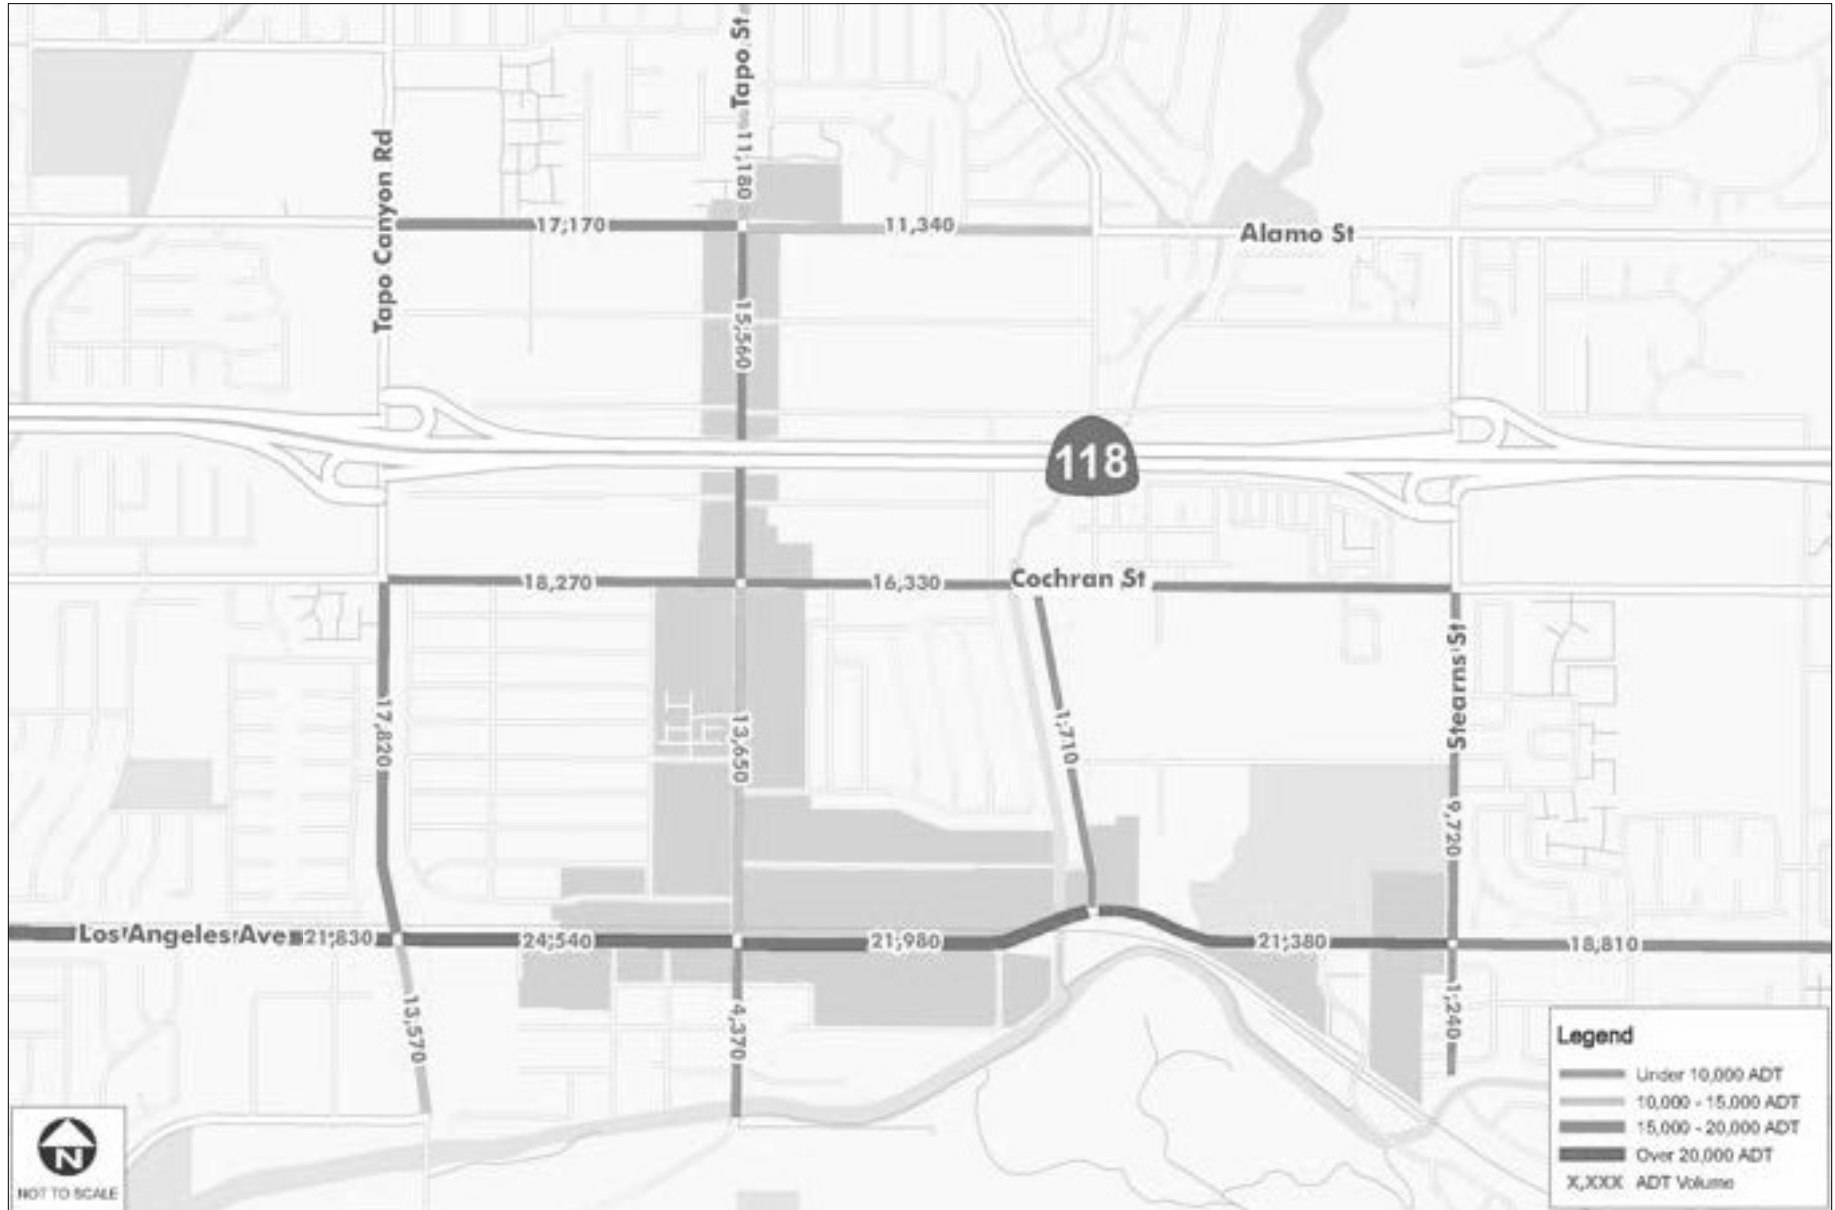 Tapo St
11,180
Tapo Canyon Rd
17,170
11,340
Alamo St
15,560
118
18,270
16,330
Cochran St
Stearns St
17,820
13,650
1,710
9,720
Los Angeles Ave
21,830
24,540
21,980
21,380
18,810
13,570
4,370
1,240
Legend
Under 10,000 ADT
10,000 - 15,000 ADT
15,000 - 20,000 ADT
Over 20,000 ADT
X,XXX ADT Volume
N
NOT TO SCALE